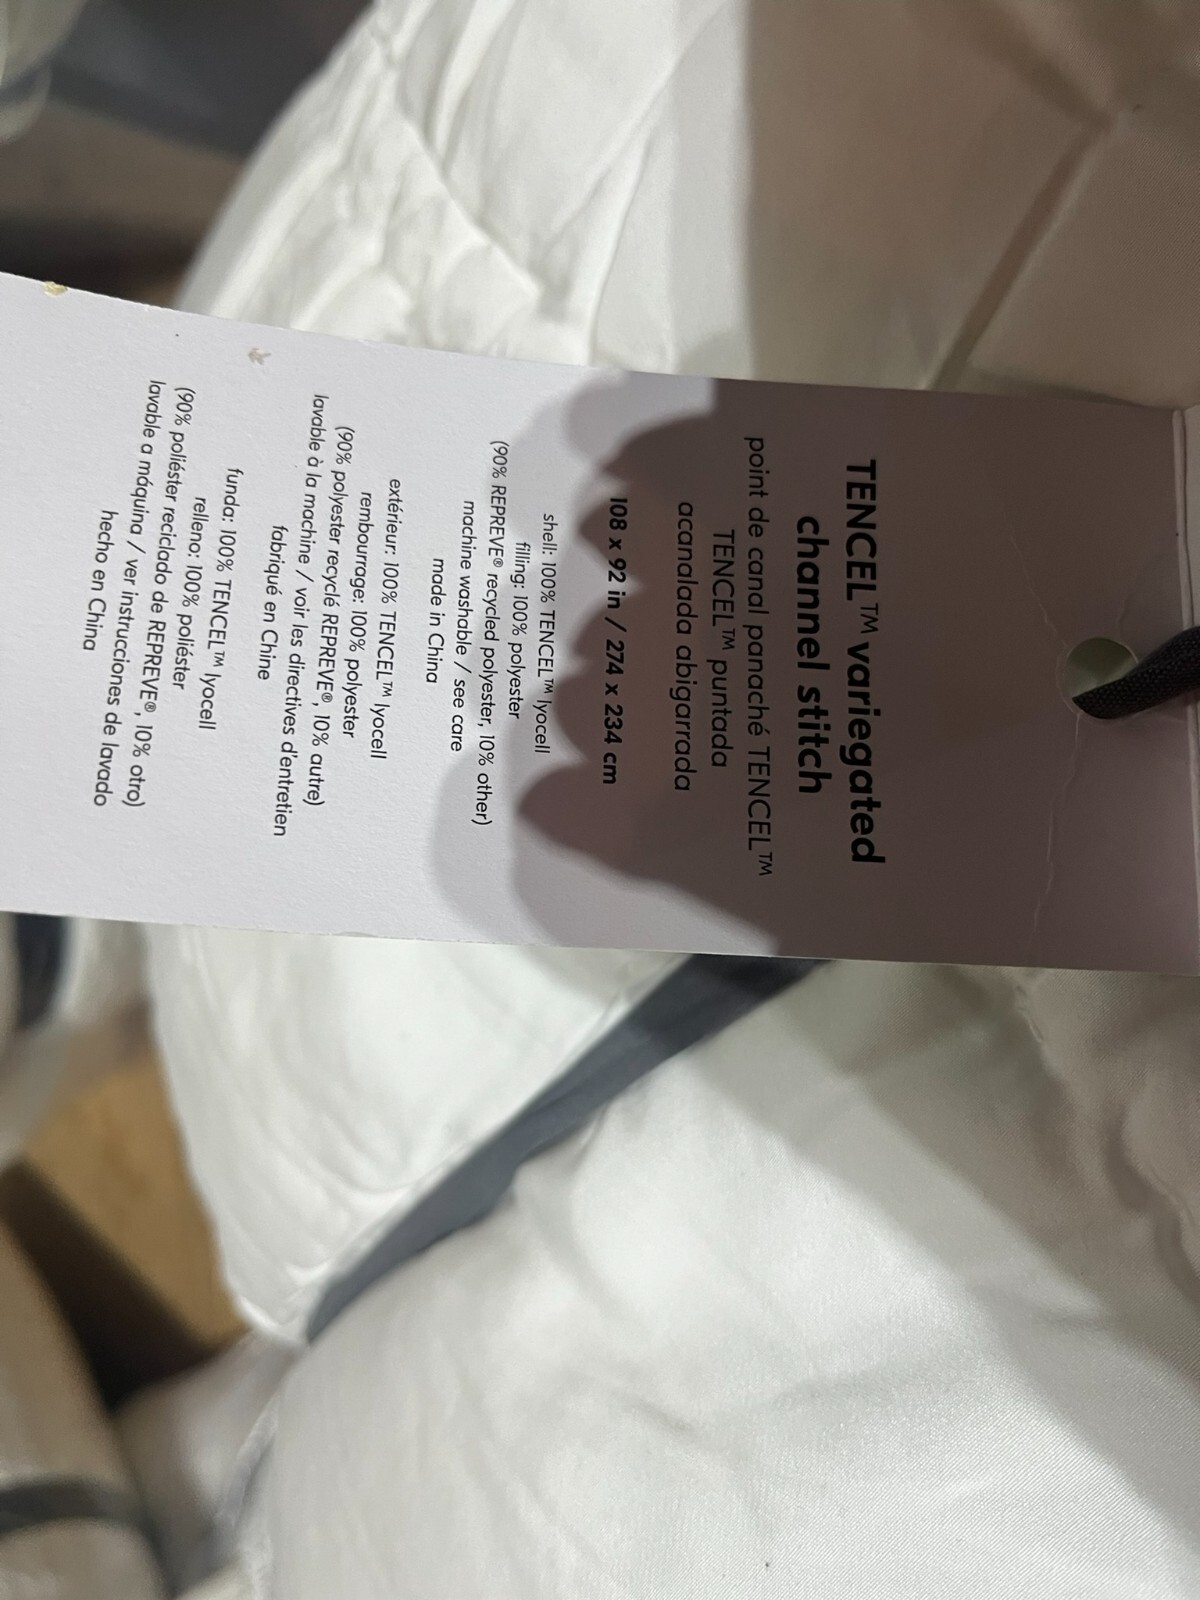 TENCEL™ variegated
channel stitch
point de canal panaché TENCEL™
TENCEL™ puntada
acanalada abigarrada
108 x 92 in / 274 x 234 cm
shell: 100% TENCEL™ lyocell
filling: 100% polyester
(90% REPREVE® recycled polyester, 10% other)
machine washable / see care
made in China
extérieur: 100% TENCEL™ lyocell
rembourrage: 100% polyester
(90% polyester recyclé REPREVE®, 10% autre)
lavable à la machine / voir les directives d'entretien
fabriqué en Chine
funda: 100% TENCEL™ lyocell
relleno: 100% poliéster
(90% poliéster reciclado de REPREVE®, 10% otro)
lavable a máquina / ver instrucciones de lavado
hecho en China